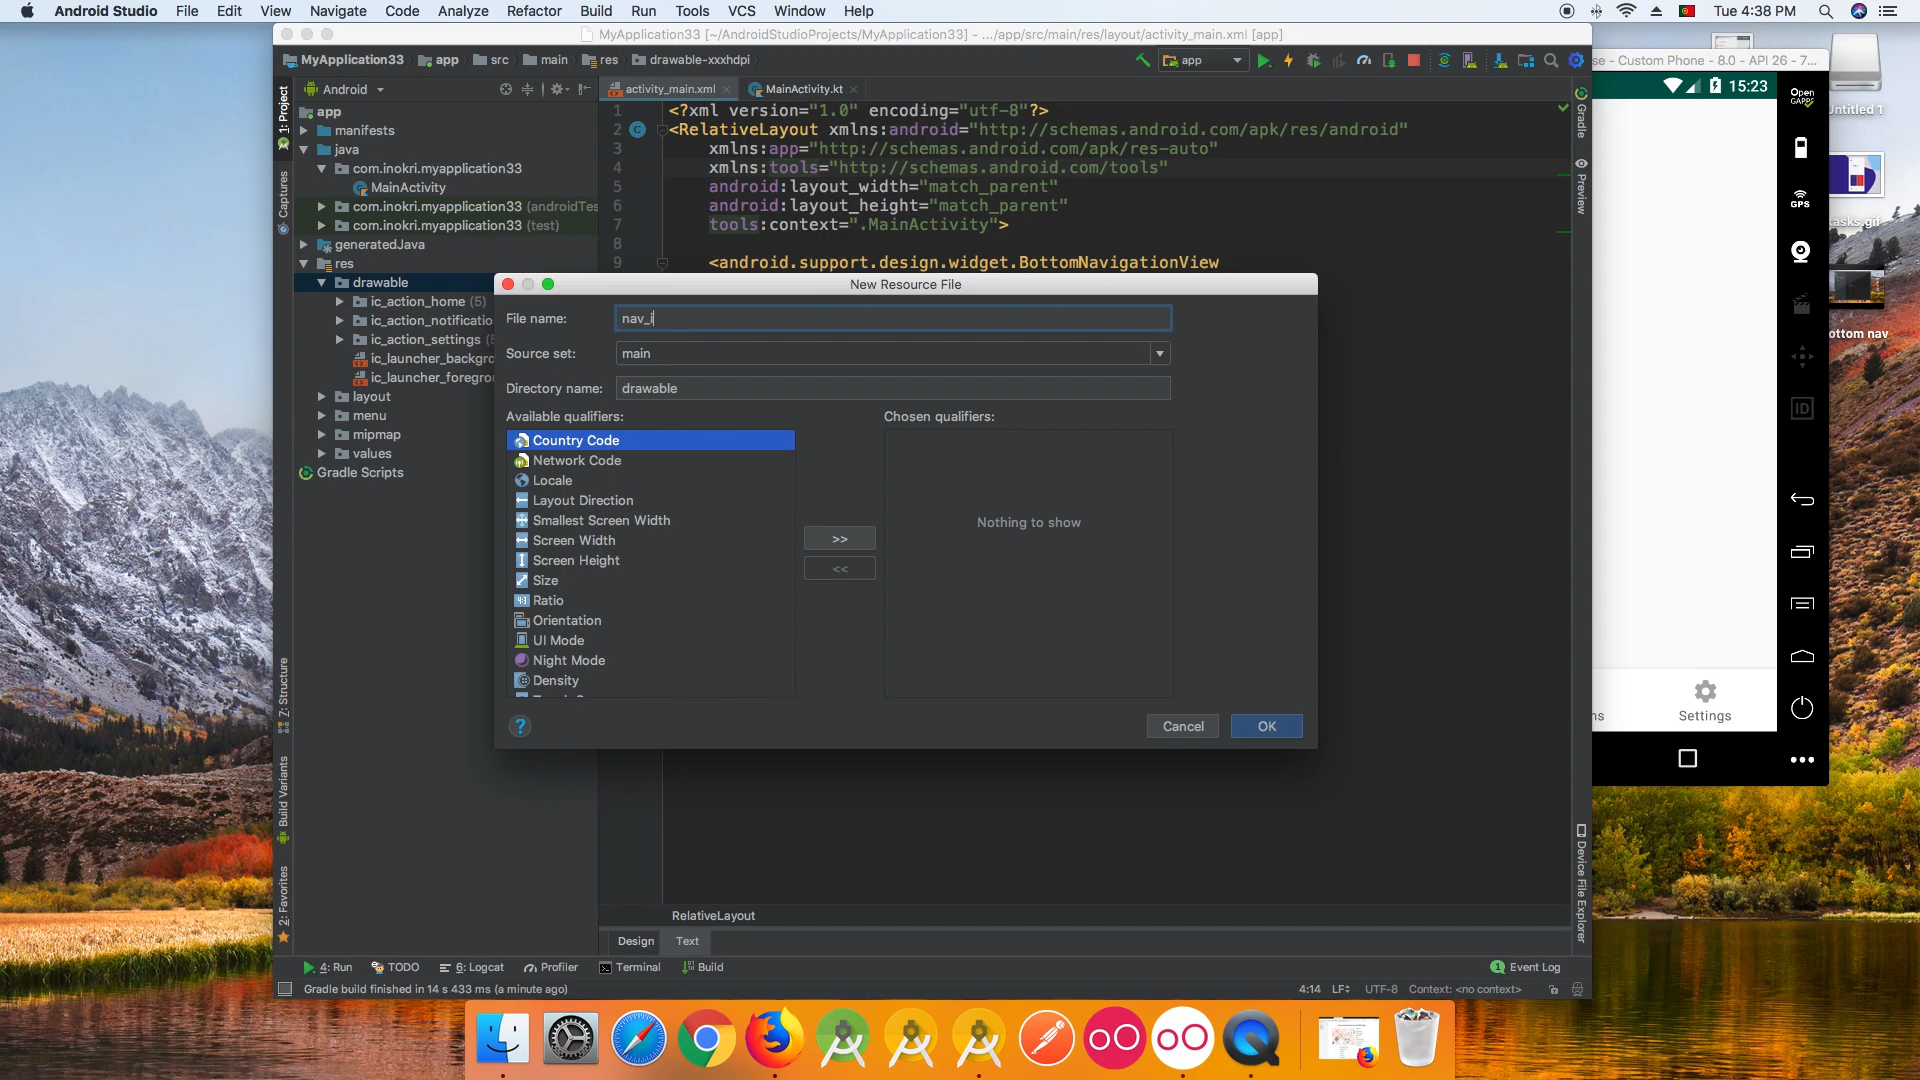 Android Studio File Edit View Navigate Code Analyze Refactor Build Run Tools VCS Window Help Tue 4:38 PM
MyApplication33 [~/AndroidStudioProjects/MyApplication33] - .../app/src/main/res/layout/activity_main.xml [app]
MyApplication33 app src main res drawable-xxxhdpi app
se - Custom Phone - 8.0 - API 26 - 7...
15:23
OPEN GAPPS
Untitled 1
GPS
tasks.gif
ottom nav
ID
1: Project
Captures
Z: Structure
Build Variants
2: Favorites
Android
app
manifests
java
com.inokri.myapplication33
MainActivity
com.inokri.myapplication33 (androidTes
com.inokri.myapplication33 (test)
generatedJava
res
drawable
ic_action_home (5)
ic_action_notificatio
ic_action_settings (5
ic_launcher_backgro
ic_launcher_foregrou
layout
menu
mipmap
values
Gradle Scripts
activity_main.xml MainActivity.kt
1 <?xml version="1.0" encoding="utf-8"?>
2 <RelativeLayout xmlns:android="http://schemas.android.com/apk/res/android"
3 xmlns:app="http://schemas.android.com/apk/res-auto"
4 xmlns:tools="http://schemas.android.com/tools"
5 android:layout_width="match_parent"
6 android:layout_height="match_parent"
7 tools:context=".MainActivity">
8
9 <android.support.design.widget.BottomNavigationView
Gradle
Preview
Device File Explorer
New Resource File
File name: nav_i
Source set: main
Directory name: drawable
Available qualifiers: Chosen qualifiers:
Country Code
Network Code
Locale
Layout Direction
Smallest Screen Width
Screen Width
Screen Height
Size
Ratio
Orientation
UI Mode
Night Mode
Density
>>
<<
Nothing to show
? Cancel OK
ns Settings
RelativeLayout
Design Text
4: Run TODO 6: Logcat Profiler Terminal Build 1 Event Log
Gradle build finished in 14 s 433 ms (a minute ago) 4:14 LF÷ UTF-8 Context: <no context>